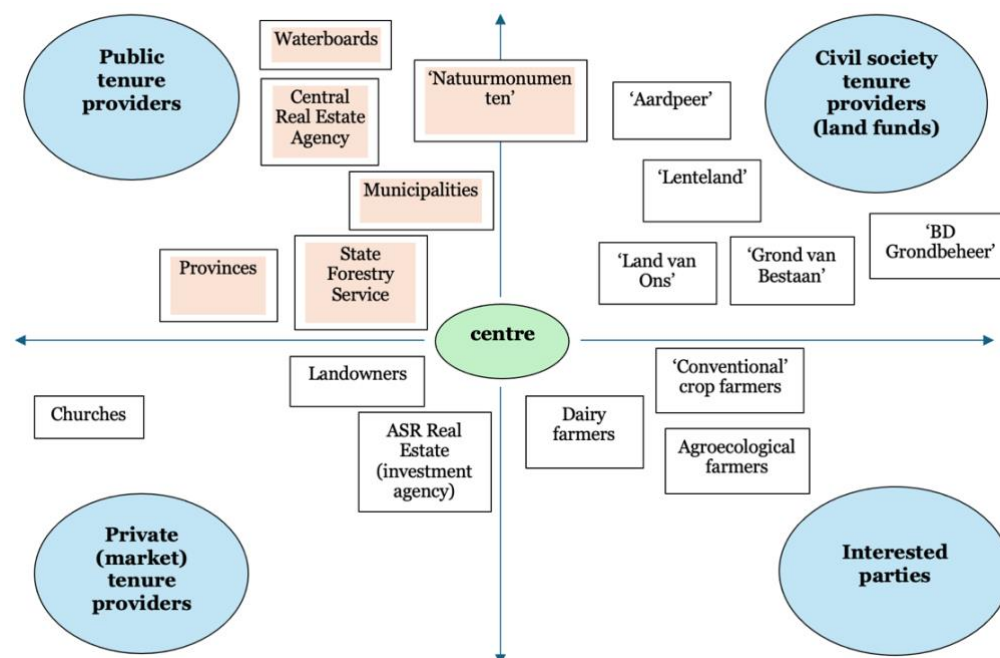 Public
tenure
providers
Waterboards
Central
Real Estate
Agency
‘Natuurmonumen
ten’
Municipalities
Provinces
State
Forestry
Service
‘Aardpeer’
‘Lenteland’
‘Land van
Ons’
‘Grond van
Bestaan’
‘BD
Grondbeheer’
Civil society
tenure
providers
(land funds)
centre
Churches
Landowners
ASR Real
Estate
(investment
agency)
Private
(market)
tenure
providers
Dairy
farmers
‘Conventional’
crop farmers
Agroecological
farmers
Interested
parties